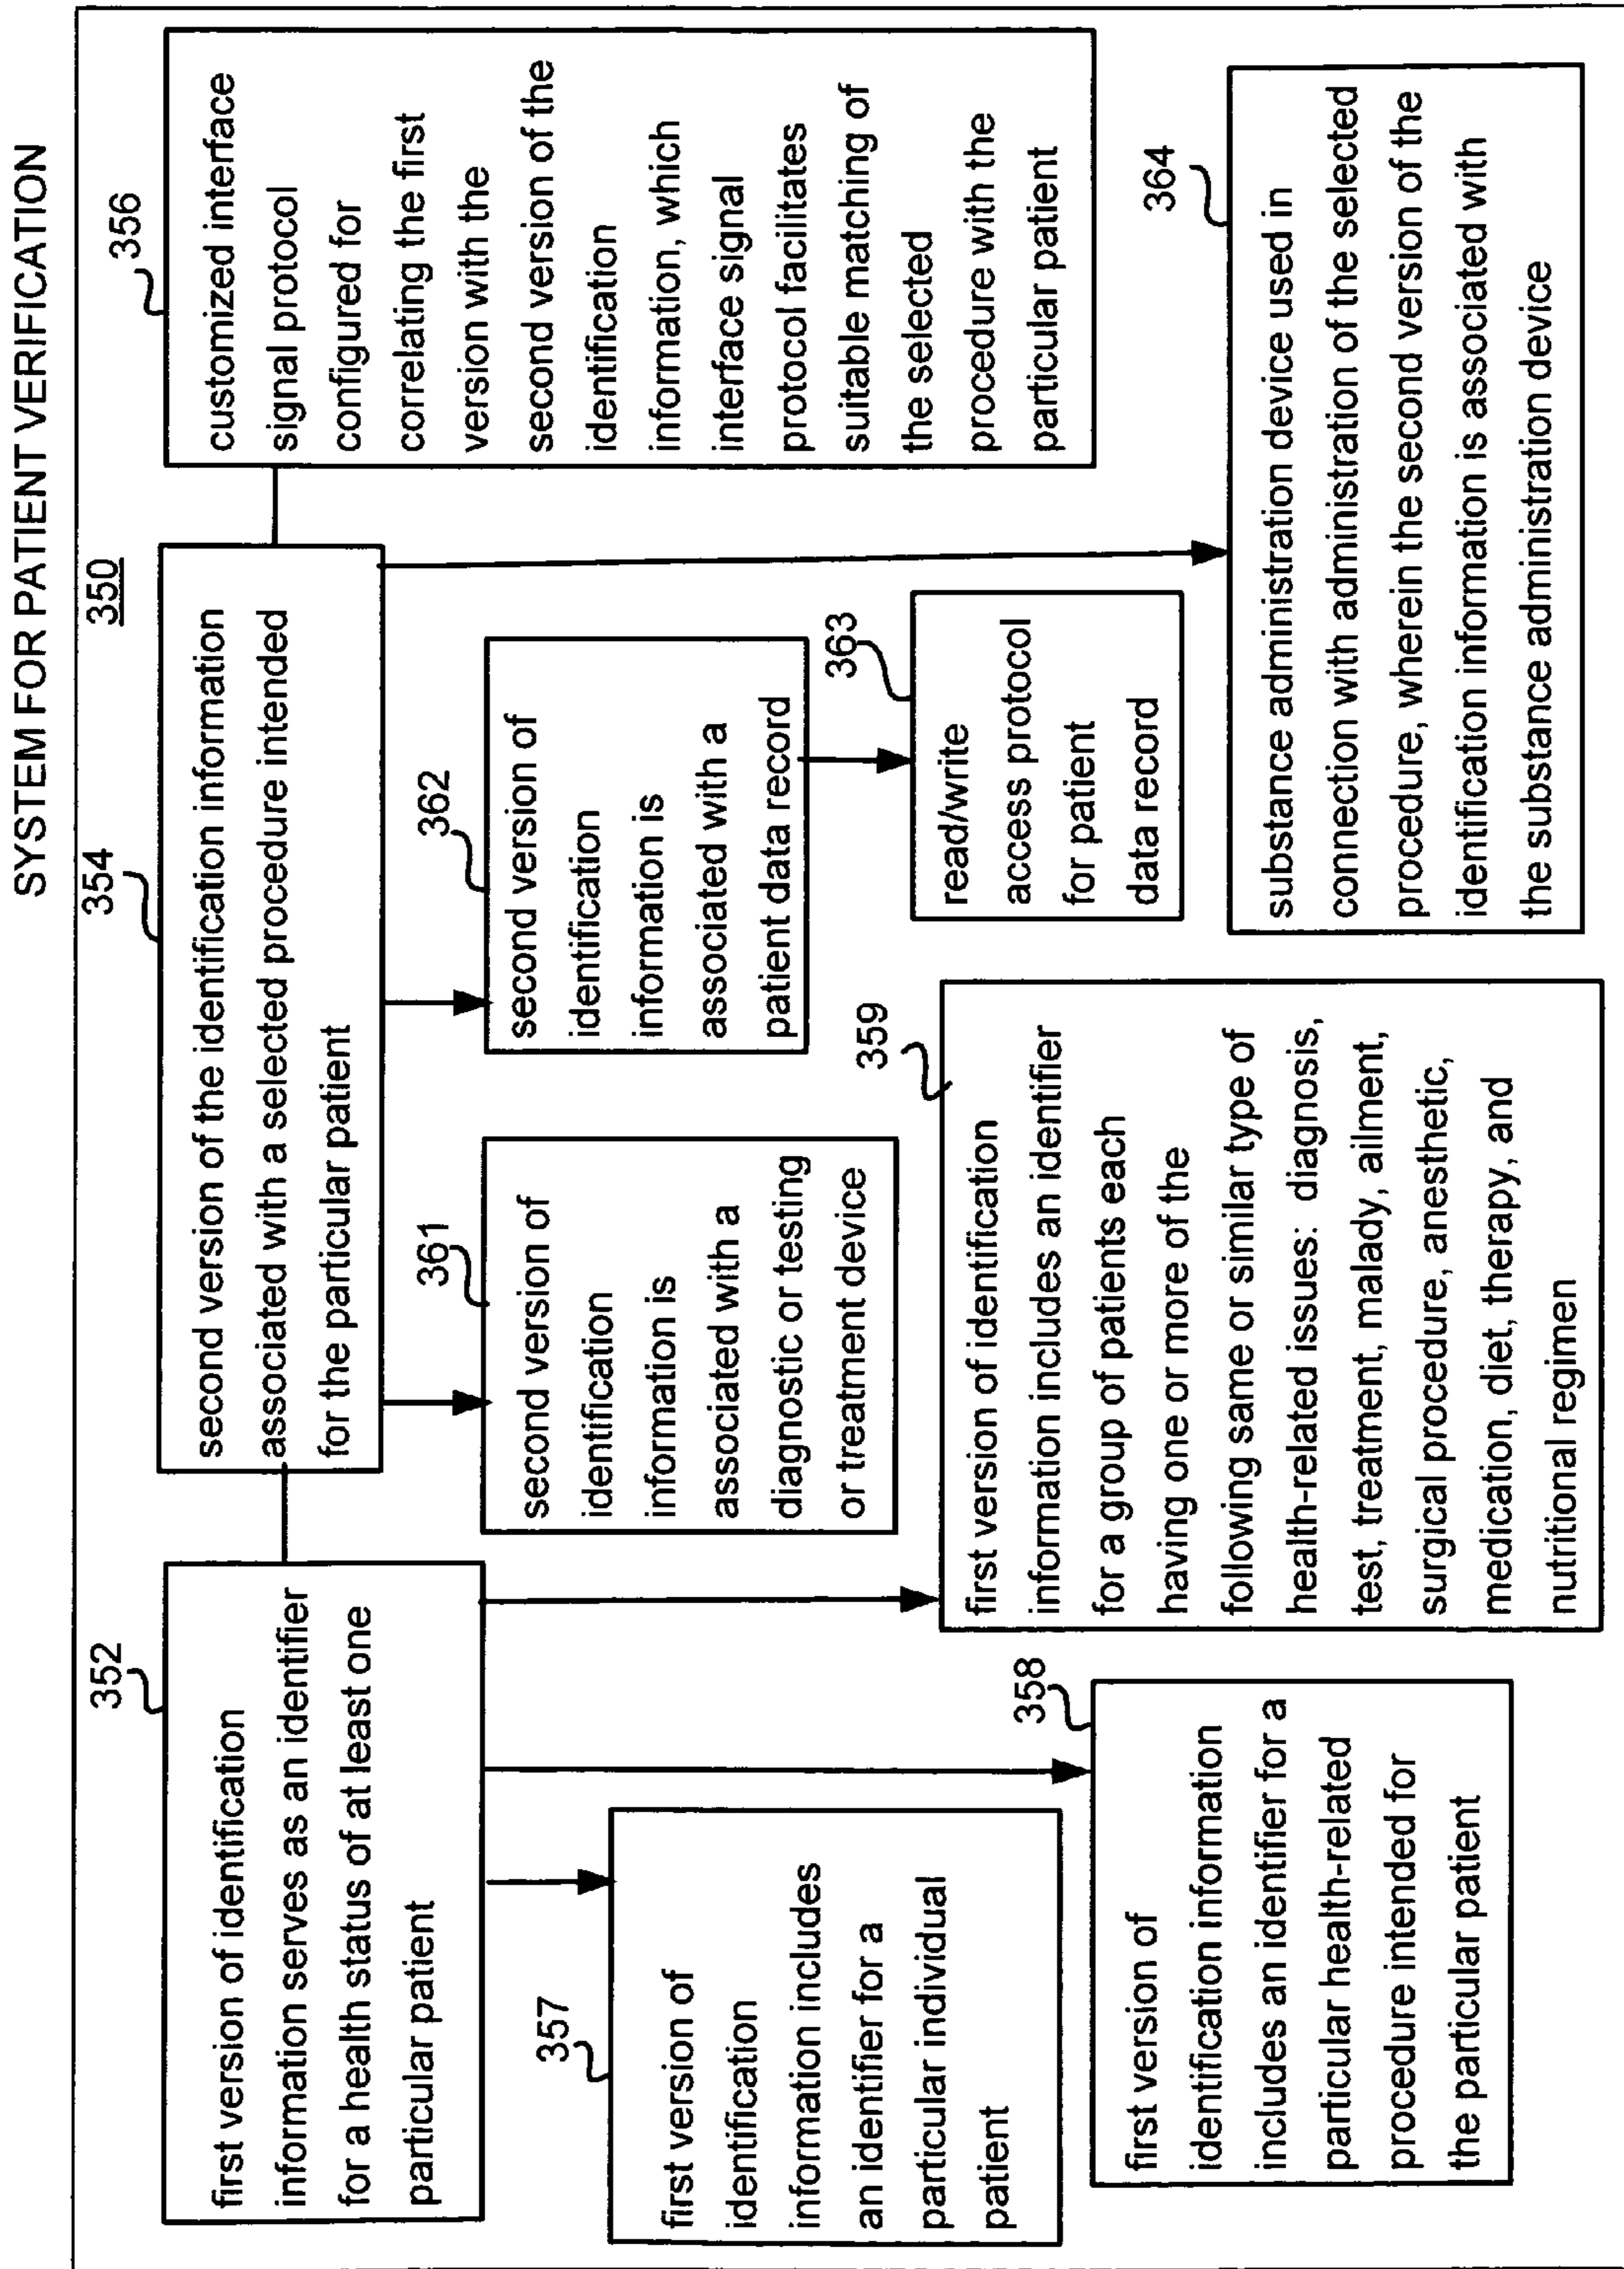 SYSTEM FOR PATIENT VERIFICATION
350
352
first version of identification
information serves as an identifier
for a health status of at least one
particular patient
354
second version of the identification information
associated with a selected procedure intended
for the particular patient
356
customized interface
signal protocol
configured for
correlating the first
version with the
second version of the
identification
information, which
interface signal
protocol facilitates
suitable matching of
the selected
procedure with the
particular patient
357
first version of
identification
information includes
an identifier for a
particular individual
patient
358
first version of
identification information
includes an identifier for a
particular health-related
procedure intended for
the particular patient
359
first version of identification
information includes an identifier
for a group of patients each
having one or more of the
following same or similar type of
health-related issues: diagnosis,
test, treatment, malady, ailment,
surgical procedure, anesthetic,
medication, diet, therapy, and
nutritional regimen
361
second version of
identification
information is
associated with a
diagnostic or testing
or treatment device
362
second version of
identification
information is
associated with a
patient data record
363
read/write
access protocol
for patient
data record
364
substance administration device used in
connection with administration of the selected
procedure, wherein the second version of the
identification information is associated with
the substance administration device